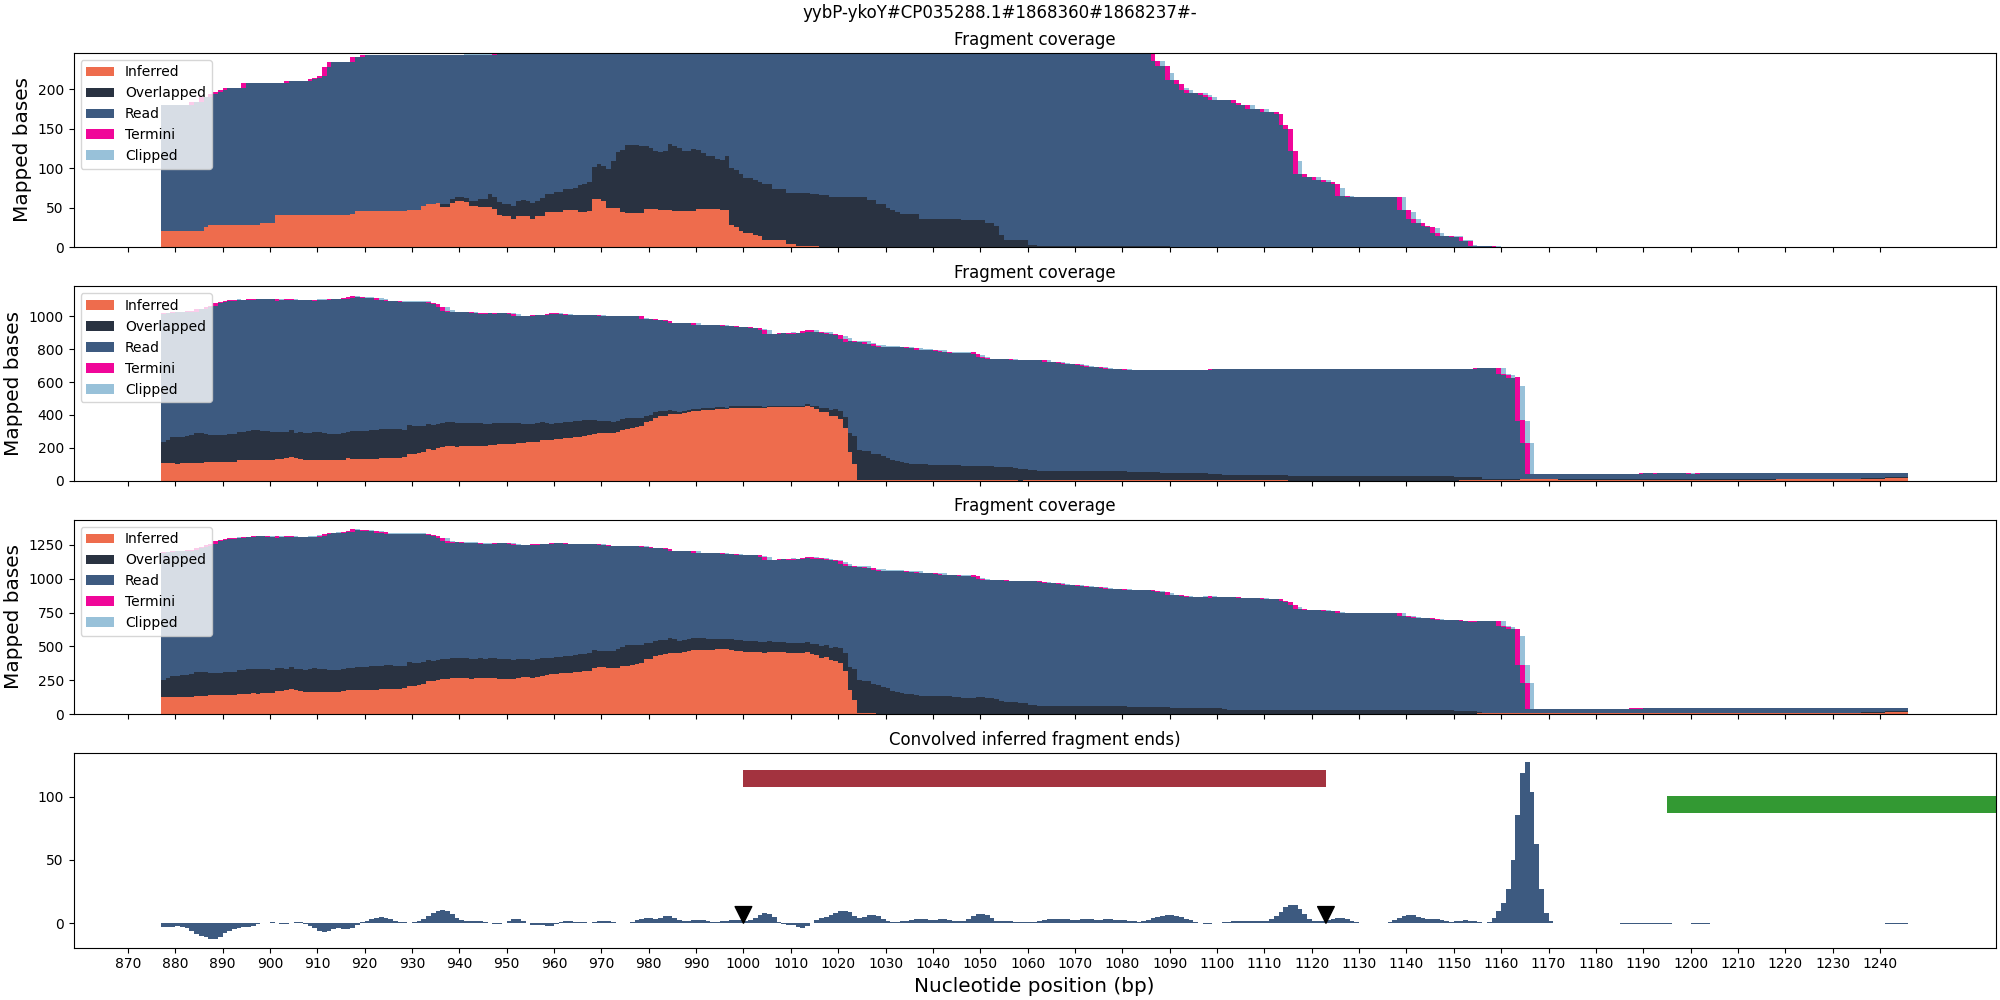 yybP-ykoY#CP035288.1#1868360#1868237#-
Fragment coverage
Mapped bases
200
150
100
50
0
Inferred
Overlapped
Read
Termini
Clipped
Fragment coverage
Mapped bases
1000
800
600
400
200
0
Inferred
Overlapped
Read
Termini
Clipped
Fragment coverage
Mapped bases
1250
1000
750
500
250
0
Inferred
Overlapped
Read
Termini
Clipped
Convolved inferred fragment ends)
100
50
0
870 880 890 900 910 920 930 940 950 960 970 980 990 1000 1010 1020 1030 1040 1050 1060 1070 1080 1090 1100 1110 1120 1130 1140 1150 1160 1170 1180 1190 1200 1210 1220 1230 1240
Nucleotide position (bp)